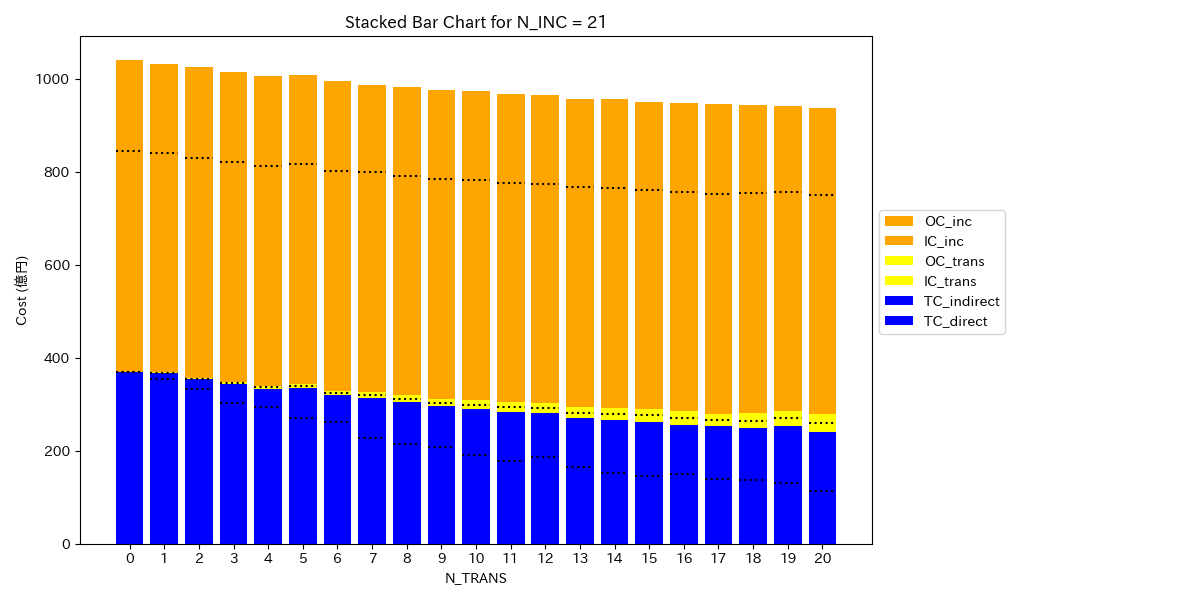 Stacked Bar Chart for N_INC = 21
Cost (億円)
1000
800
600
400
200
0
0 1 2 3 4 5 6 7 8 9 10 11 12 13 14 15 16 17 18 19 20
N_TRANS
OC_inc
IC_inc
OC_trans
IC_trans
TC_indirect
TC_direct